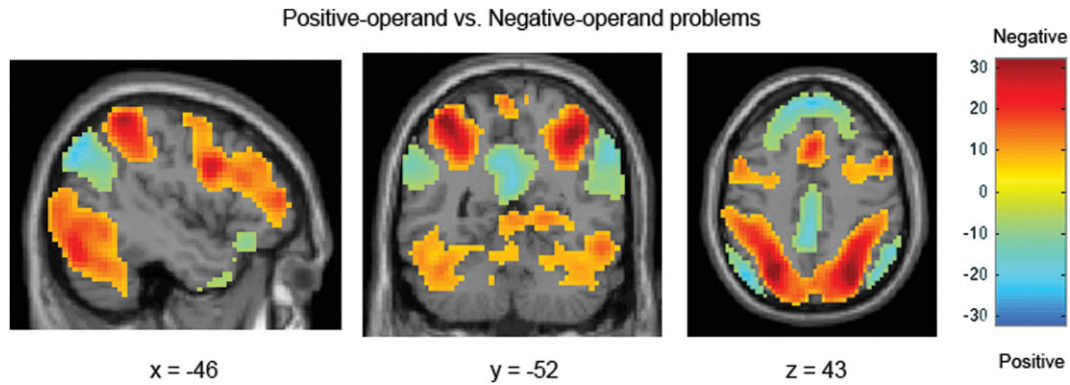 Positive-operand vs. Negative-operand problems
Negative
30
20
10
0
-10
-20
-30
Positive
x = -46
y = -52
z = 43